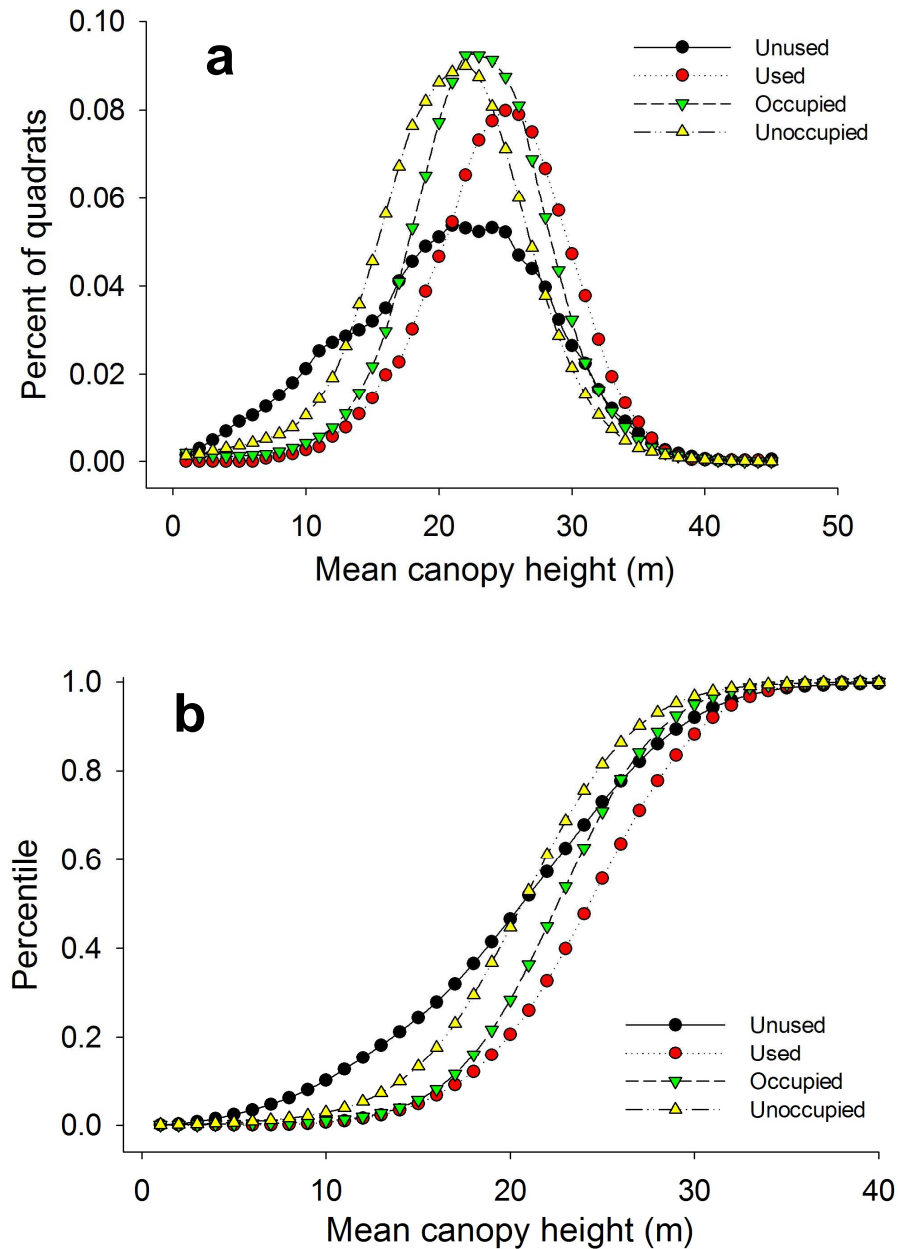 a
0.10
0.08
0.06
0.04
0.02
0.00
Percent of quadrats
Unused
Used
Occupied
Unoccupied
0 10 20 30 40 50
Mean canopy height (m)
b
1.0
0.8
0.6
0.4
0.2
0.0
Percentile
Unused
Used
Occupied
Unoccupied
0 10 20 30 40
Mean canopy height (m)